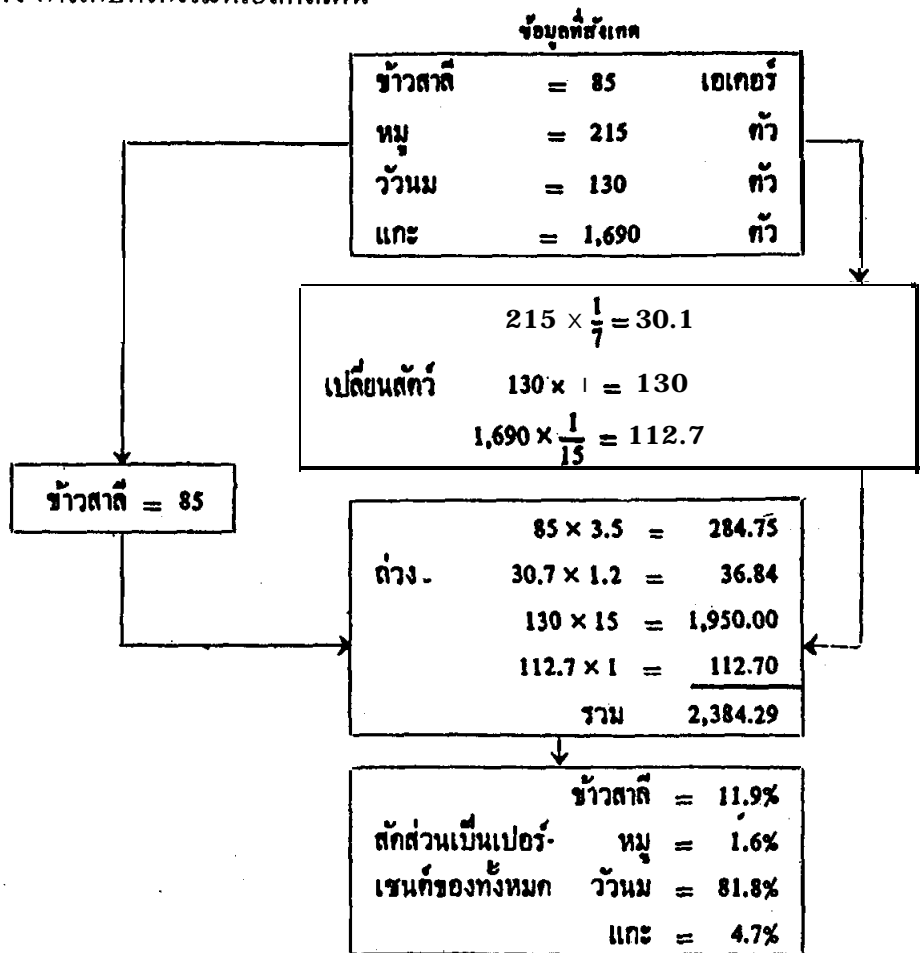 ข้อมูลที่สังเกต
ข้าวสาลี = 85 เอเคอร์
หมู = 215 ตัว
วัวนม = 130 ตัว
แกะ = 1,690 ตัว
215 × 1/7 = 30.1
เปลี่ยนสัตว์ 130 × 1 = 130
1,690 × 1/15 = 112.7
ข้าวสาลี = 85
85 × 3.5 = 284.75
ถ่วง - 30.7 × 1.2 = 36.84
130 × 15 = 1,950.00
112.7 × 1 = 112.70
รวม 2,384.29
ข้าวสาลี = 11.9%
สัดส่วนเป็นเปอร์- หมู = 1.6%
เซนต์ของทั้งหมด วัวนม = 81.8%
แกะ = 4.7%